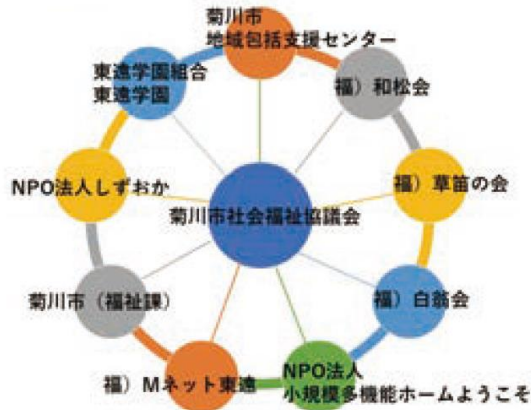 菊川市
地域包括支援センター
福）和松会
福）草笛の会
福）白翁会
NPO法人
小規模多機能ホームようこそ
福）Mネット東遠
菊川市（福祉課）
NPO法人しずおか
東遠学園組合
東遠学園
菊川市社会福祉協議会